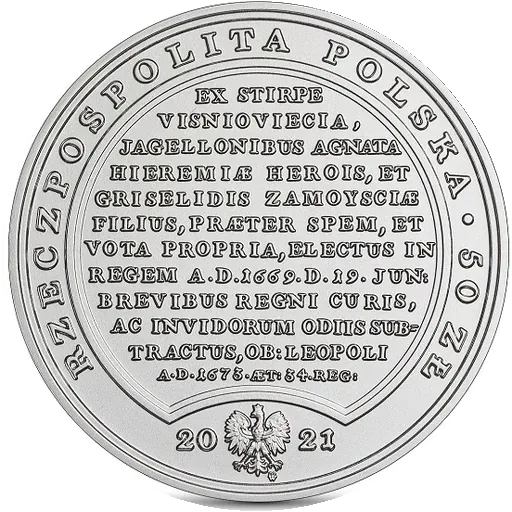 RZECZPOSPOLITA POLSKA · 50 ZŁ
EX STIRPE
VISNIOVIECIA,
JAGELLONIBUS AGNATA
HIEREMIÆ HEROIS, ET
GRISELIDIS ZAMOYSCIÆ
FILIUS, PRÆTER SPEM, ET
VOTA PROPRIA, ELECTUS IN
REGEM A.D.1669.D.19. JUN:
BREVIBUS REGNI CURIS,
AC INVIDORUM ODIIS SUB-
TRACTUS, OB: LEOPOLI
A.D.1673.ÆT:34.REG:
20 21